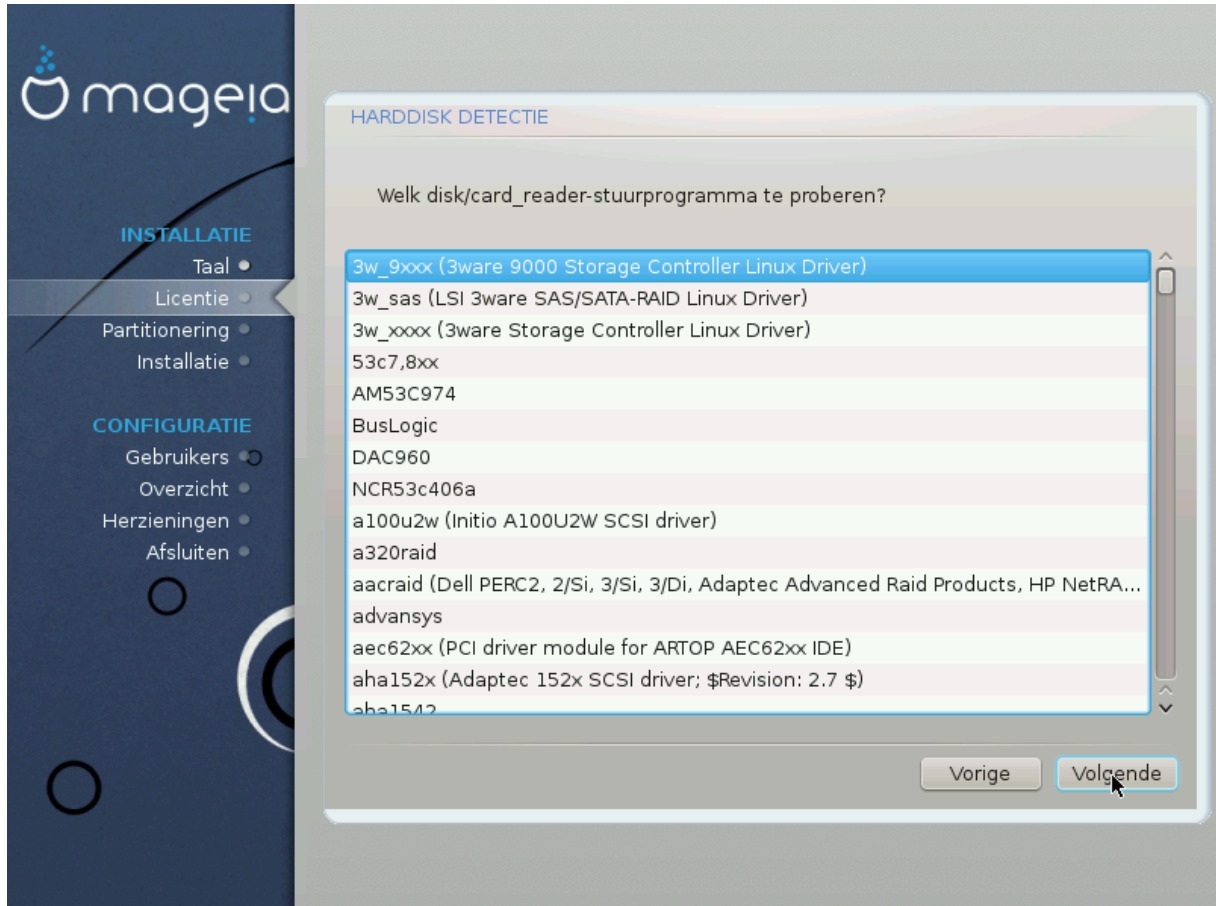 mageia
INSTALLATIE
Taal
Licentie
Partitionering
Installatie
CONFIGURATIE
Gebruikers
Overzicht
Herzieningen
Afsluiten
HARDDISK DETECTIE
Welk disk/card_reader-stuurprogramma te proberen?
3w_9xxx (3ware 9000 Storage Controller Linux Driver)
3w_sas (LSI 3ware SAS/SATA-RAID Linux Driver)
3w_xxxx (3ware Storage Controller Linux Driver)
53c7,8xx
AM53C974
BusLogic
DAC960
NCR53c406a
a100u2w (Initio A100U2W SCSI driver)
a320raid
aacraid (Dell PERC2, 2/Si, 3/Si, 3/Di, Adaptec Advanced Raid Products, HP NetRA...
advansys
aec62xx (PCI driver module for ARTOP AEC62xx IDE)
aha152x (Adaptec 152x SCSI driver; $Revision: 2.7 $)
aha1542
Vorige
Volgende